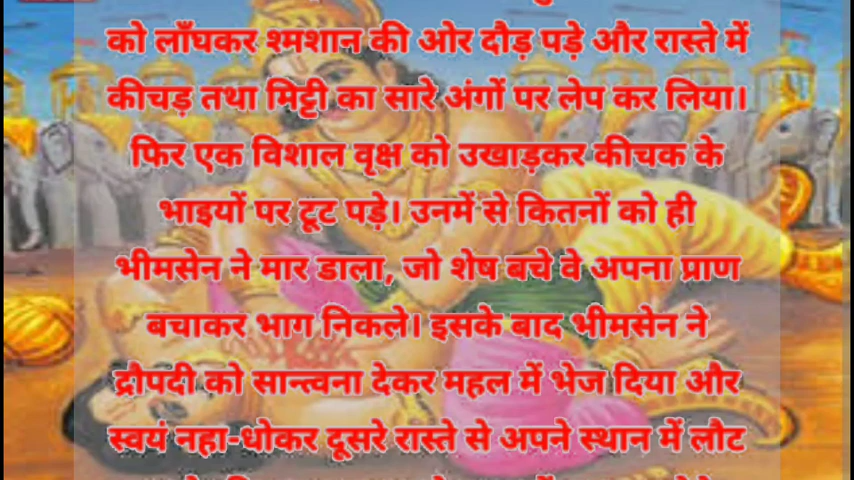 को लाँघकर श्मशान की ओर दौड़ पड़े और रास्ते में
कीचड़ तथा मिट्टी का सारे अंगों पर लेप कर लिया।
फिर एक विशाल वृक्ष को उखाड़कर कीचक के
भाइयों पर टूट पड़े। उनमें से कितनों को ही
भीमसेन ने मार डाला, जो शेष बचे वे अपना प्राण
बचाकर भाग निकले। इसके बाद भीमसेन ने
द्रौपदी को सान्त्वना देकर महल में भेज दिया और
स्वयं नहा-धोकर दूसरे रास्ते से अपने स्थान में लौट